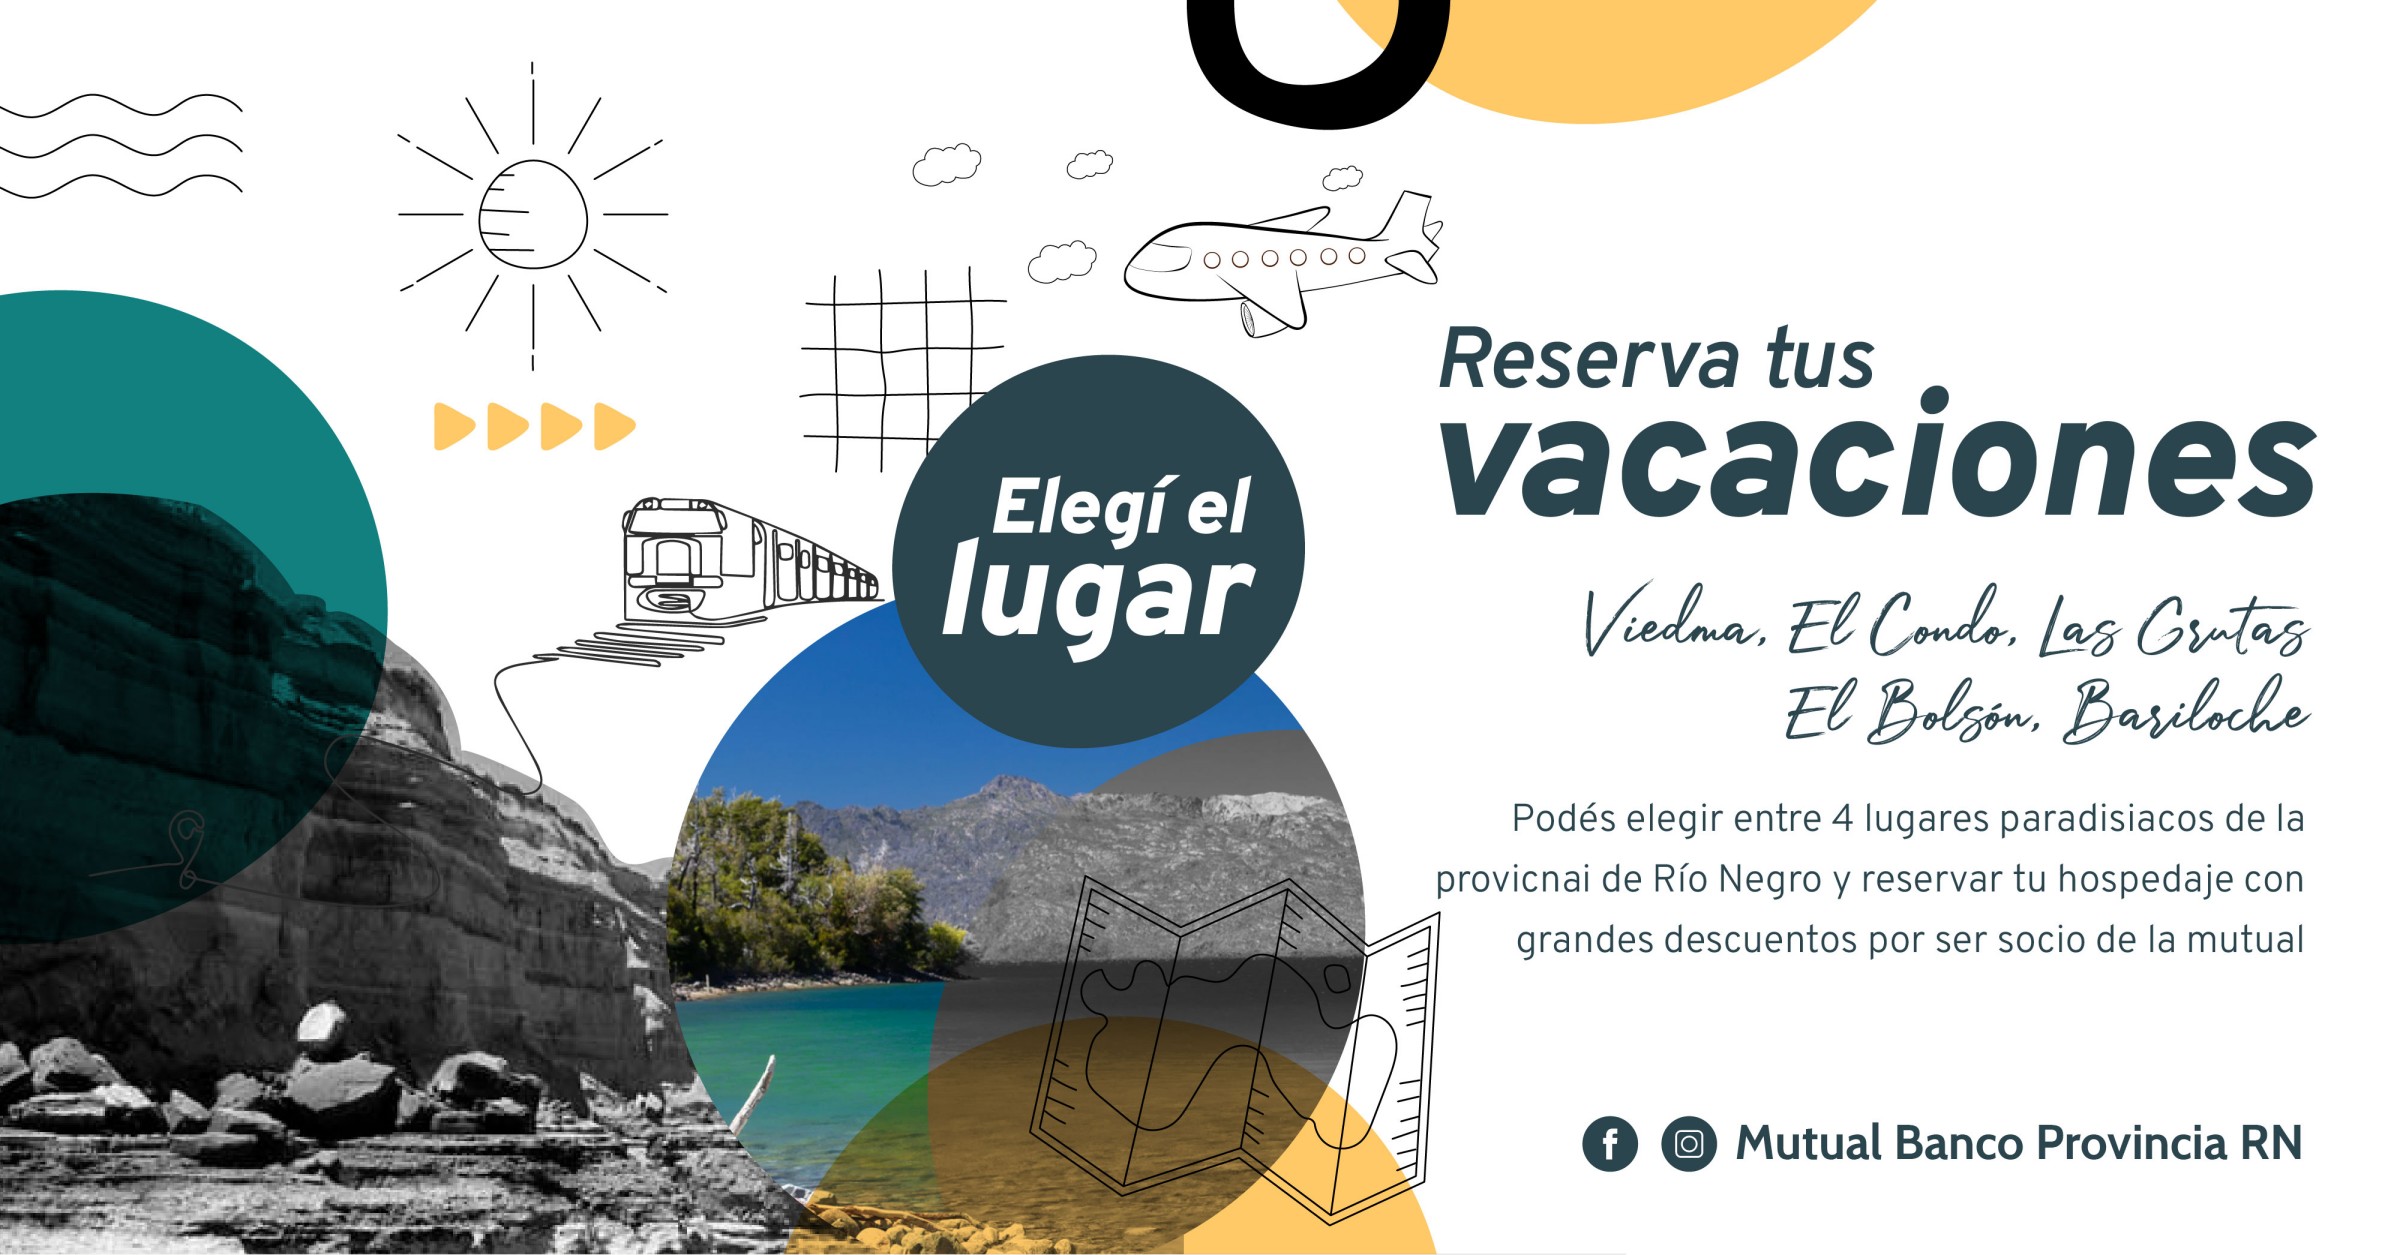 Elegí el
lugar
Reserva tus
vacaciones
Viedma, El Condo, Las Grutas
El Bolsón, Bariloche
Podés elegir entre 4 lugares paradisiacos de la
provicnai de Río Negro y reservar tu hospedaje con
grandes descuentos por ser socio de la mutual
Mutual Banco Provincia RN